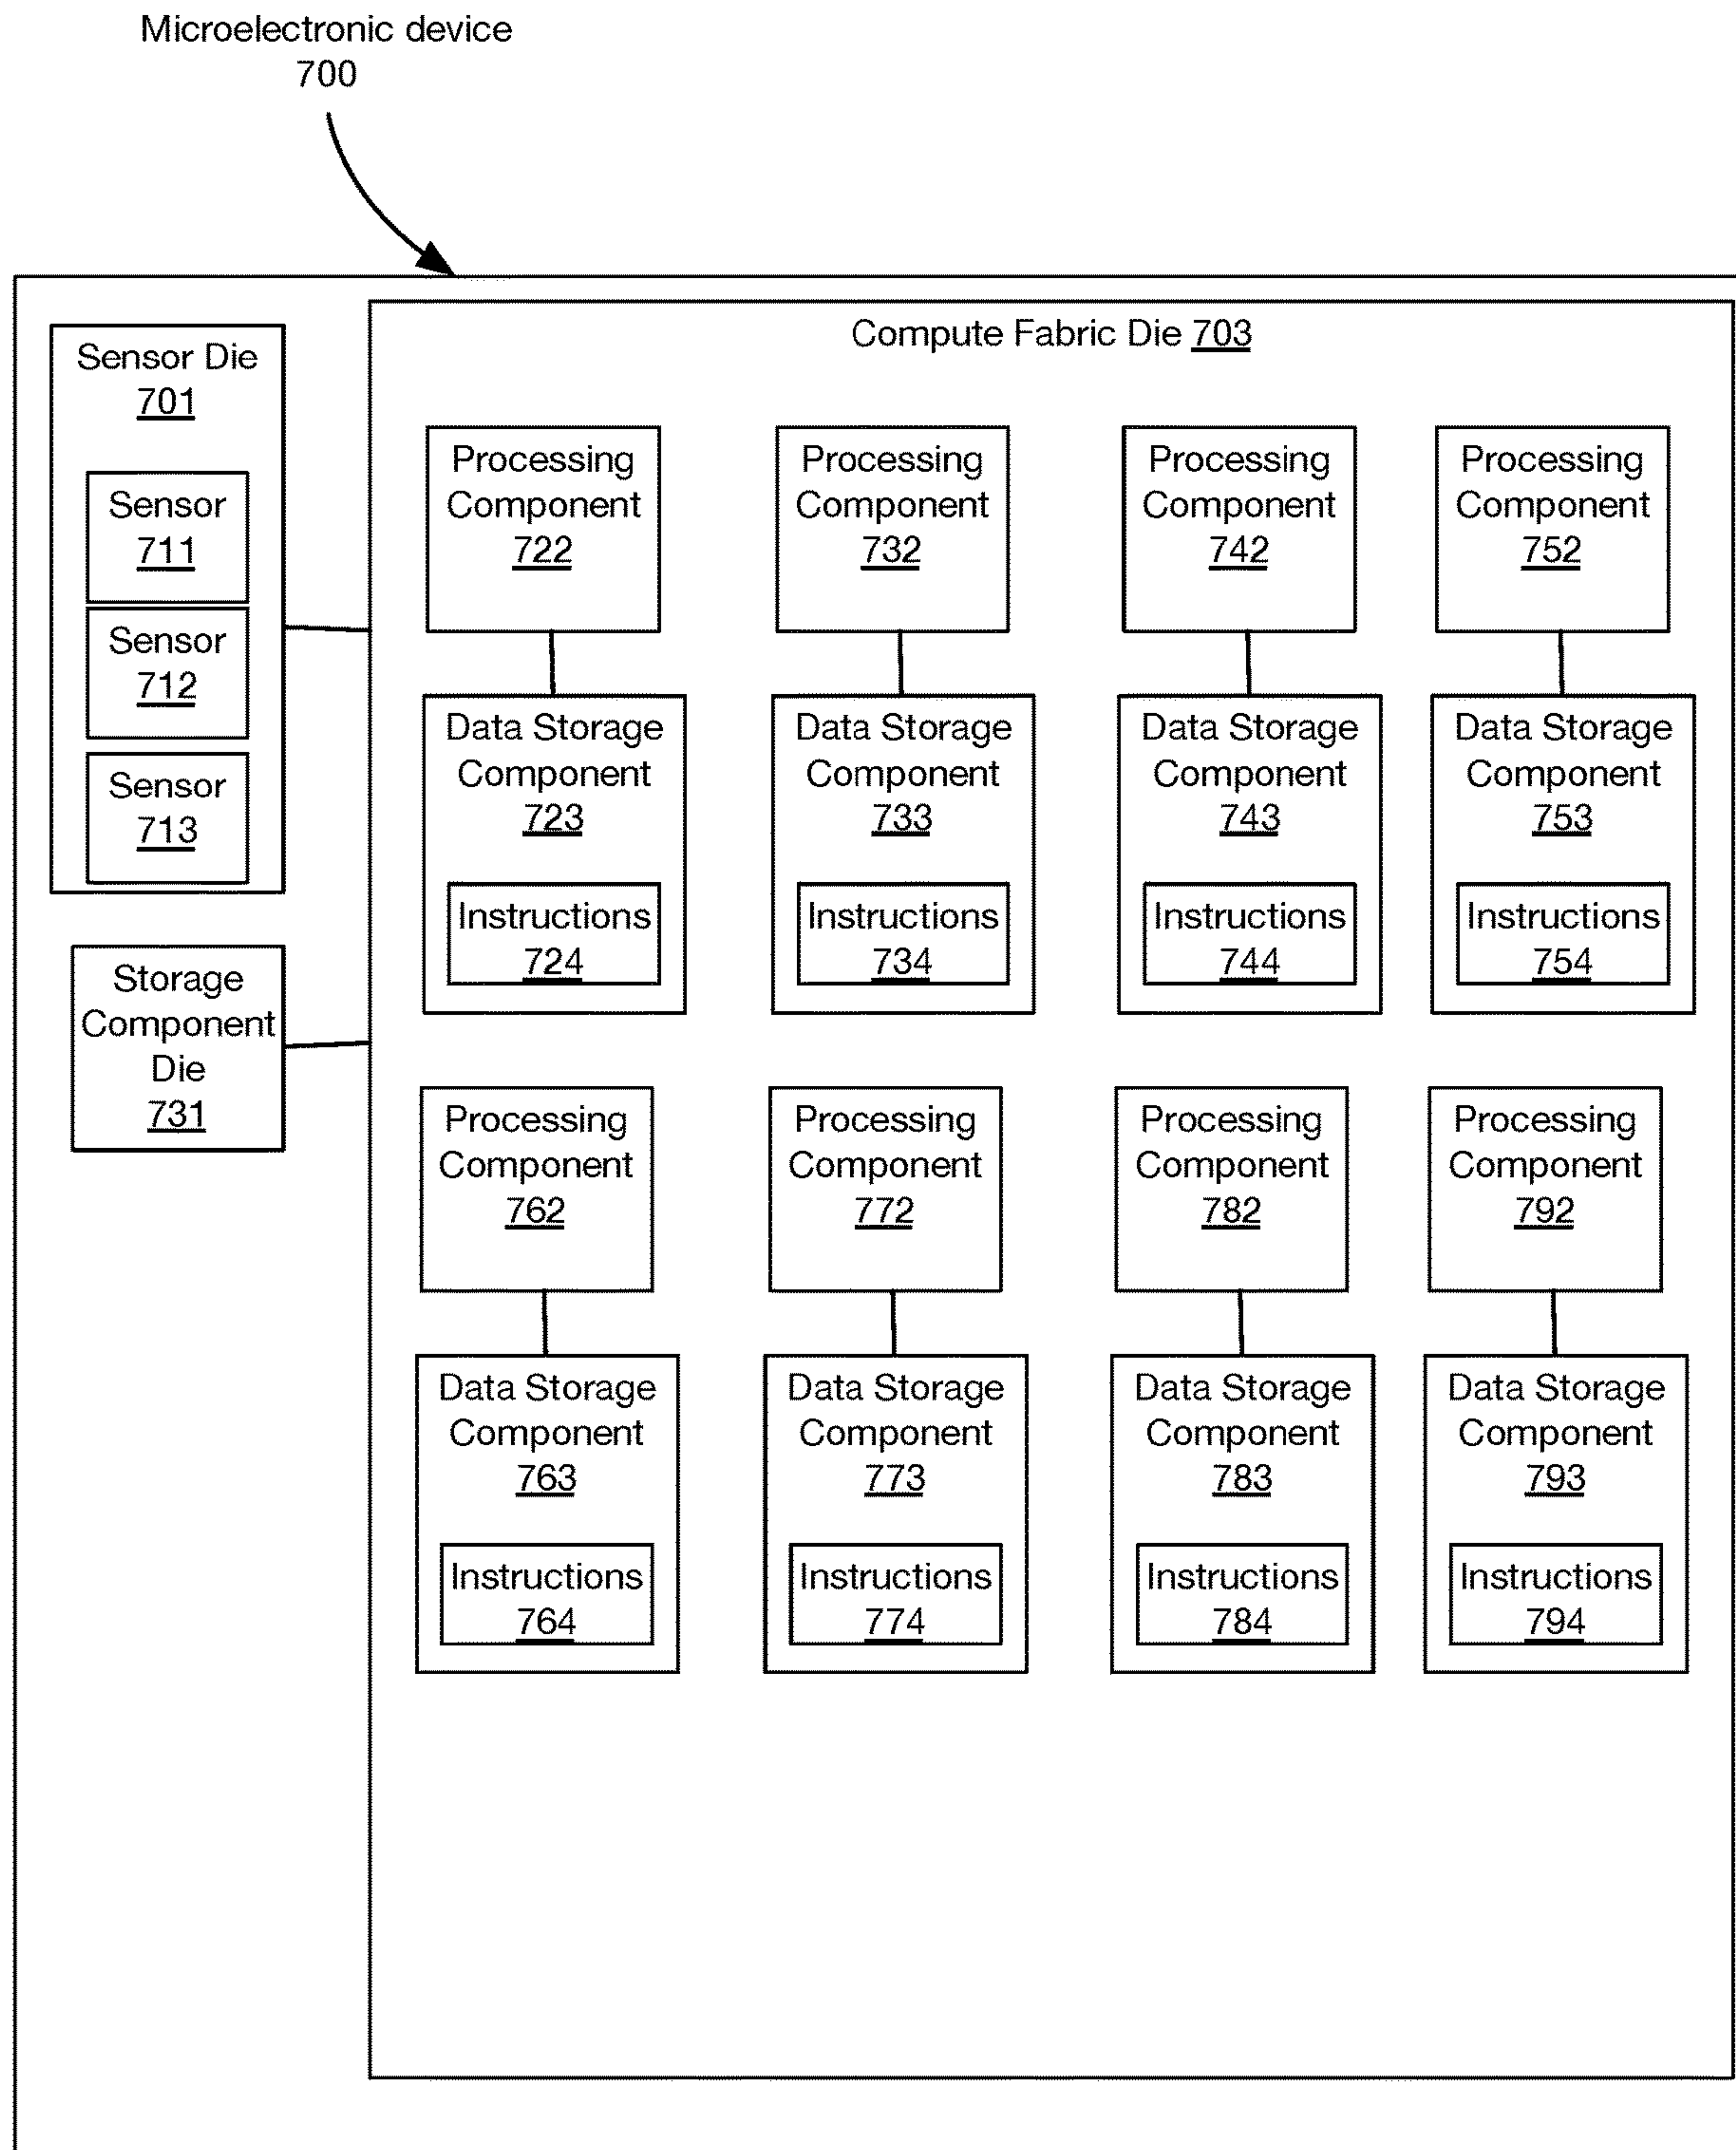 Microelectronic device
700
Compute Fabric Die 703
Sensor Die
701
Sensor
711
Sensor
712
Sensor
713
Storage
Component
Die
731
Processing
Component
722
Data Storage
Component
723
Instructions
724
Processing
Component
732
Data Storage
Component
733
Instructions
734
Processing
Component
742
Data Storage
Component
743
Instructions
744
Processing
Component
752
Data Storage
Component
753
Instructions
754
Processing
Component
762
Data Storage
Component
763
Instructions
764
Processing
Component
772
Data Storage
Component
773
Instructions
774
Processing
Component
782
Data Storage
Component
783
Instructions
784
Processing
Component
792
Data Storage
Component
793
Instructions
794